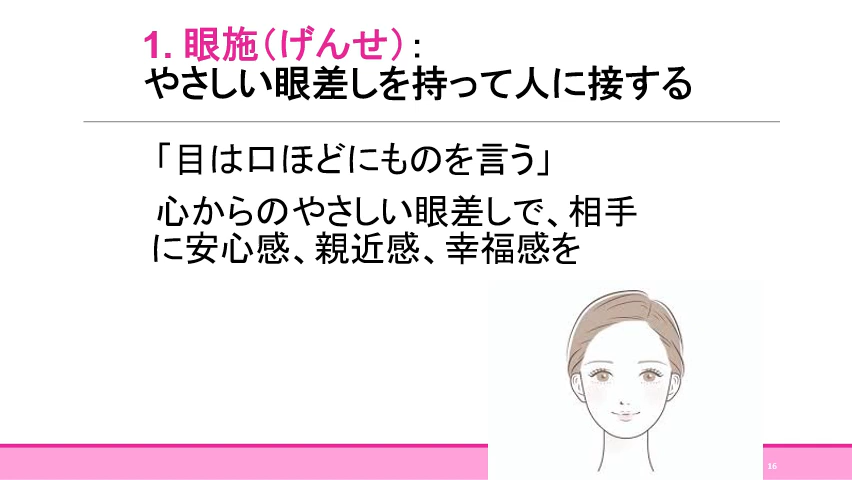 1. 眼施（げんせ）：
やさしい眼差しを持って人に接する
「目は口ほどにものを言う」
心からのやさしい眼差しで、相手
に安心感、親近感、幸福感を
16